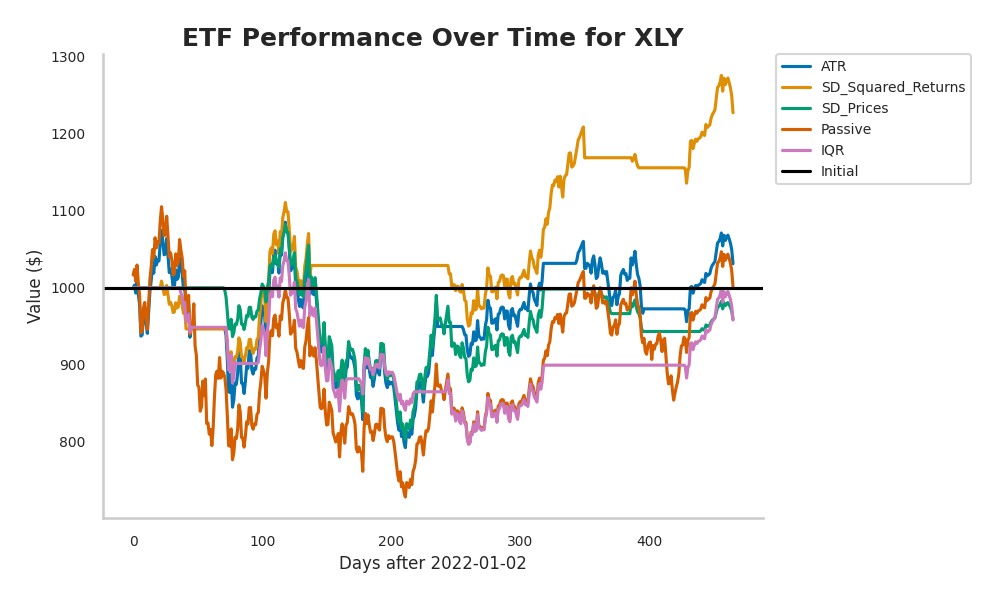 ETF Performance Over Time for XLY
1300
1200
1100
1000
900
800
Value ($)
0 100 200 300 400
Days after 2022-01-02
ATR
SD_Squared_Returns
SD_Prices
Passive
IQR
Initial